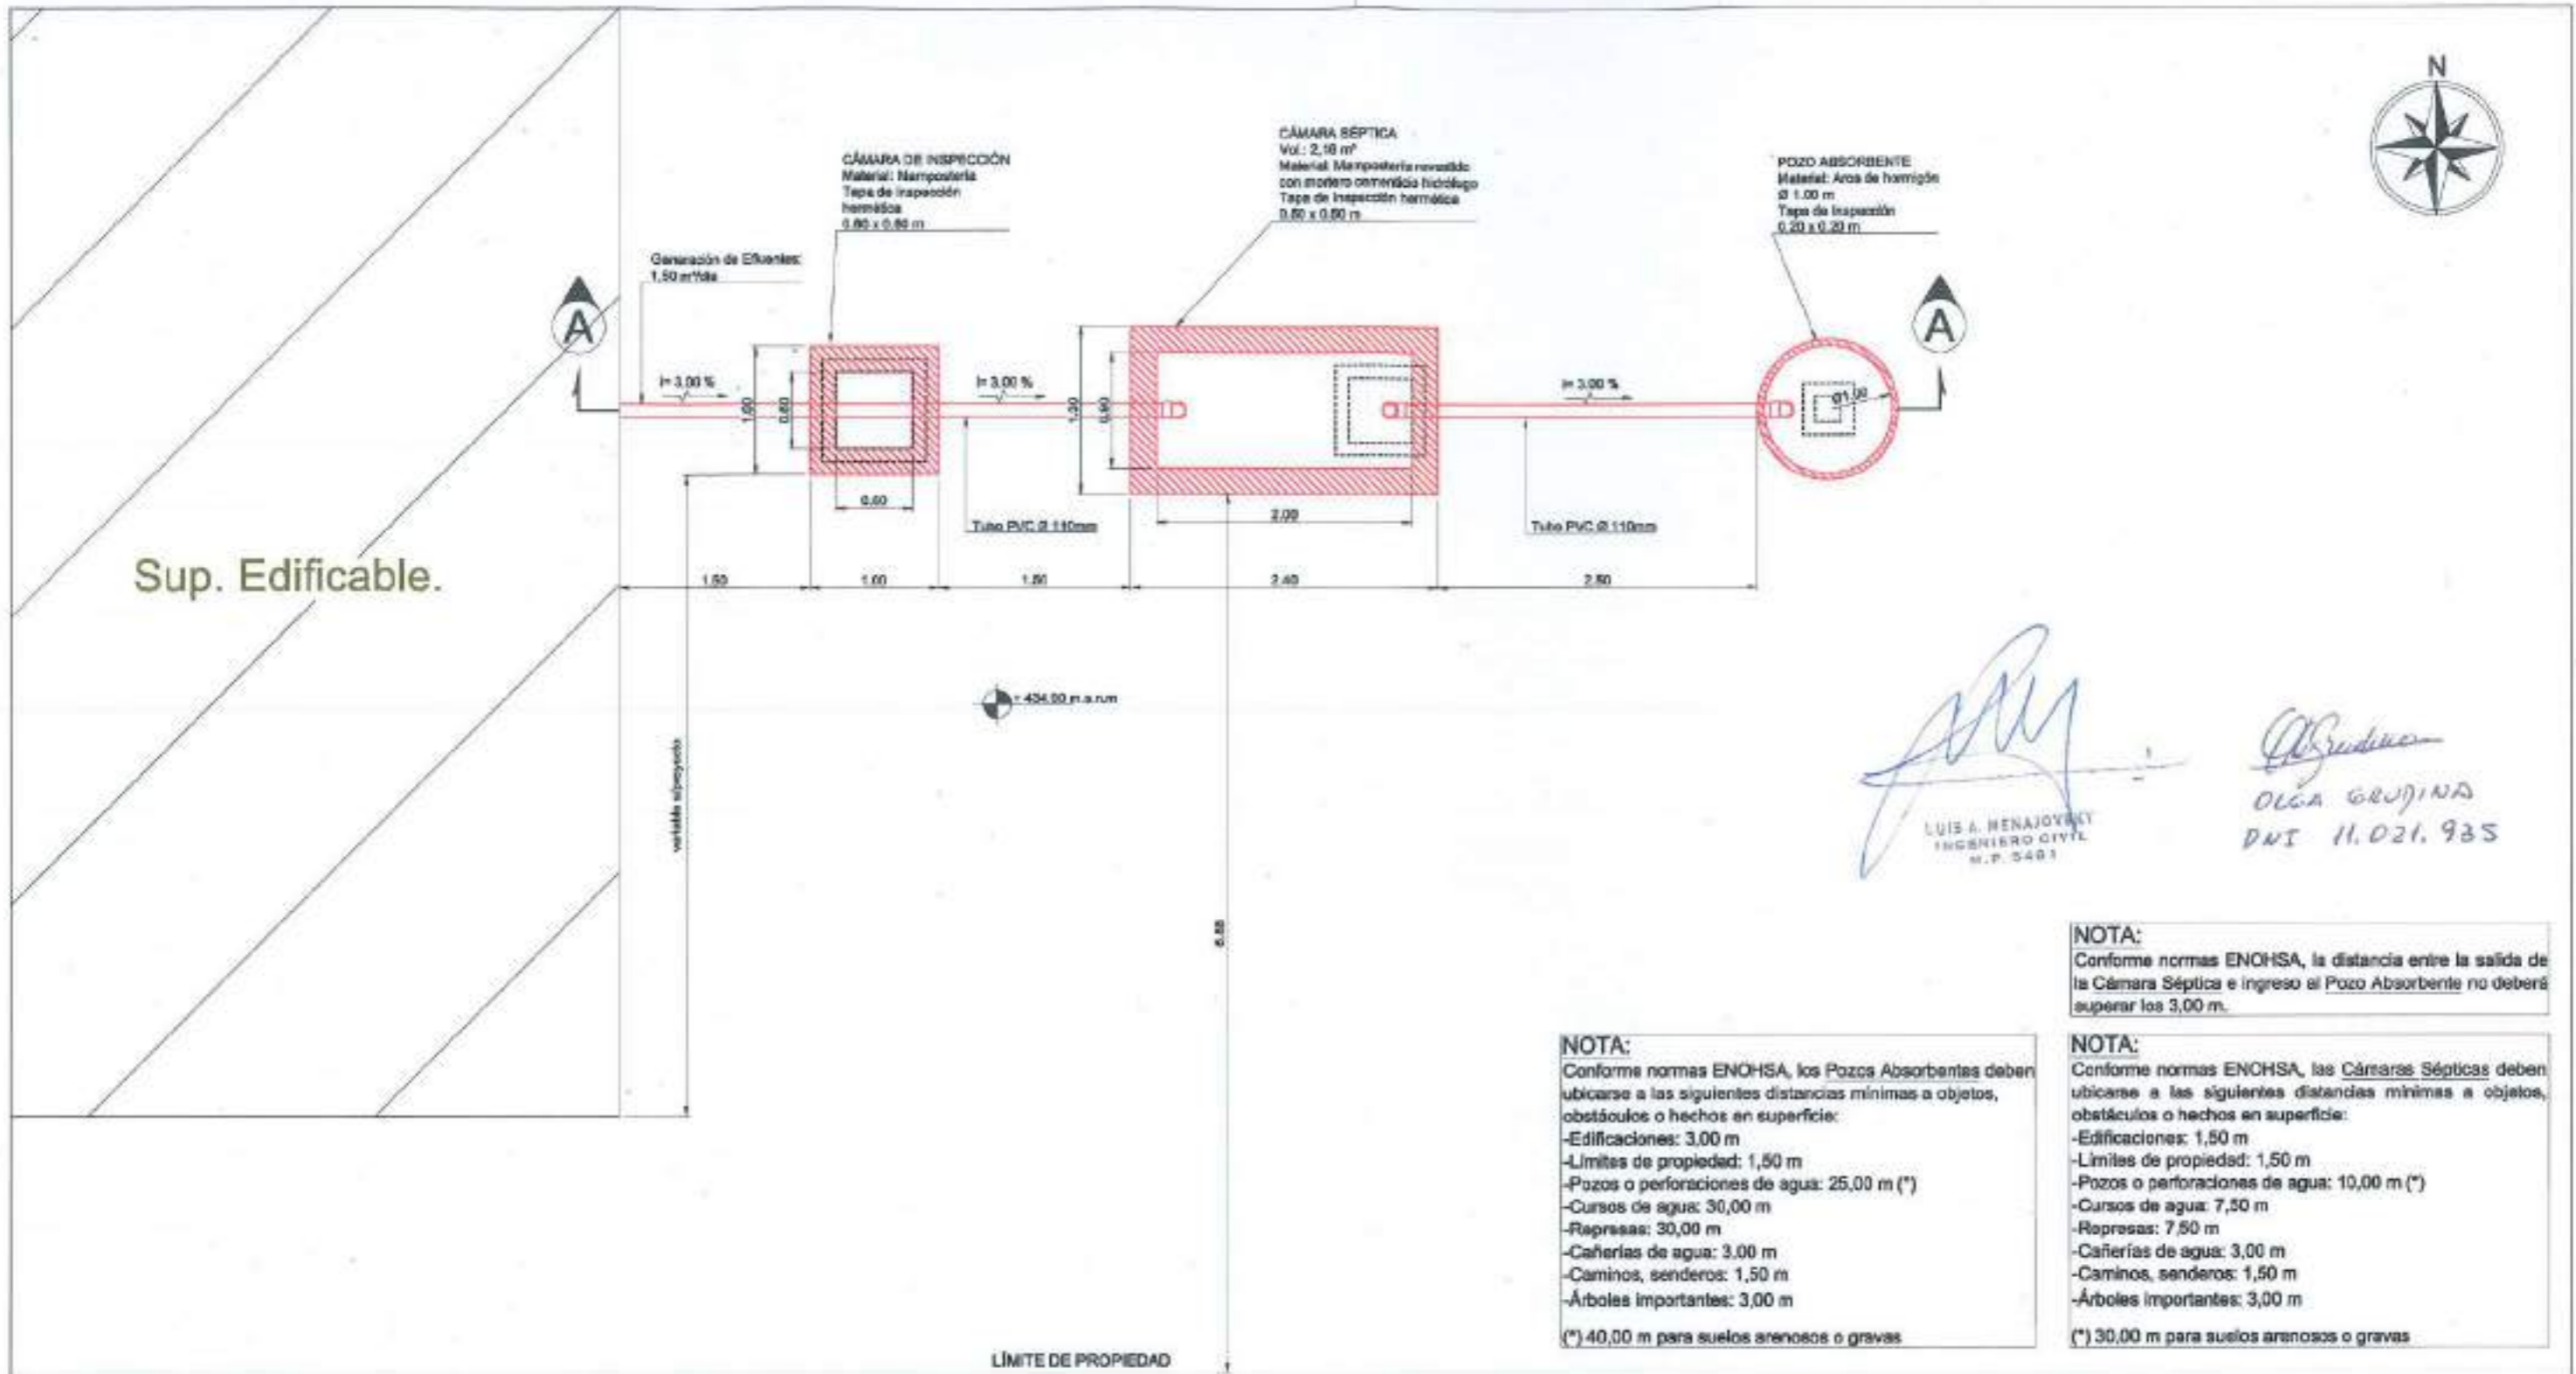 N
CÁMARA DE INSPECCIÓN
Material: Mampostería
Tapa de Inspección
hermética
0.60 x 0.60 m
CÁMARA SÉPTICA
Vol.: 2,16 m³
Material: Mampostería revestida
con mortero cementicio hidrófugo
Tapa de Inspección hermética
0.60 x 0.60 m
POZO ABSORBENTE
Material: Aros de hormigón
Ø 1.00 m
Tapa de Inspección
0.20 x 0.20 m
Generación de Efluentes:
1,50 m³/día
A
A
i= 3.00 %
i= 3.00 %
i= 3.00 %
1.00
0.60
1.30
0.90
Ø1.00
0.60
2.00
Tubo PVC Ø 110mm
Tubo PVC Ø 110mm
Sup. Edificable.
1.50
1.00
1.50
2.40
2.50
+ 434.00 m.s.n.m
variable s/proyecto
LUIS A. MENAJOVSKY
INGENIERO CIVIL
M.P. 5461
OLGA GRUDINA
DNI 11.021.935
NOTA:
Conforme normas ENOHSA, la distancia entre la salida de
la Cámara Séptica e ingreso al Pozo Absorbente no deberá
superar los 3,00 m.
NOTA:
Conforme normas ENOHSA, los Pozos Absorbentes deben
ubicarse a las siguientes distancias mínimas a objetos,
obstáculos o hechos en superficie:
-Edificaciones: 3,00 m
-Límites de propiedad: 1,50 m
-Pozos o perforaciones de agua: 25,00 m (*)
-Cursos de agua: 30,00 m
-Represas: 30,00 m
-Cañerías de agua: 3,00 m
-Caminos, senderos: 1,50 m
-Árboles importantes: 3,00 m
(*) 40,00 m para suelos arenosos o gravas
NOTA:
Conforme normas ENOHSA, las Cámaras Sépticas deben
ubicarse a las siguientes distancias mínimas a objetos,
obstáculos o hechos en superficie:
-Edificaciones: 1,50 m
-Límites de propiedad: 1,50 m
-Pozos o perforaciones de agua: 10,00 m (*)
-Cursos de agua: 7,50 m
-Represas: 7,50 m
-Cañerías de agua: 3,00 m
-Caminos, senderos: 1,50 m
-Árboles importantes: 3,00 m
(*) 30,00 m para suelos arenosos o gravas
LÍMITE DE PROPIEDAD